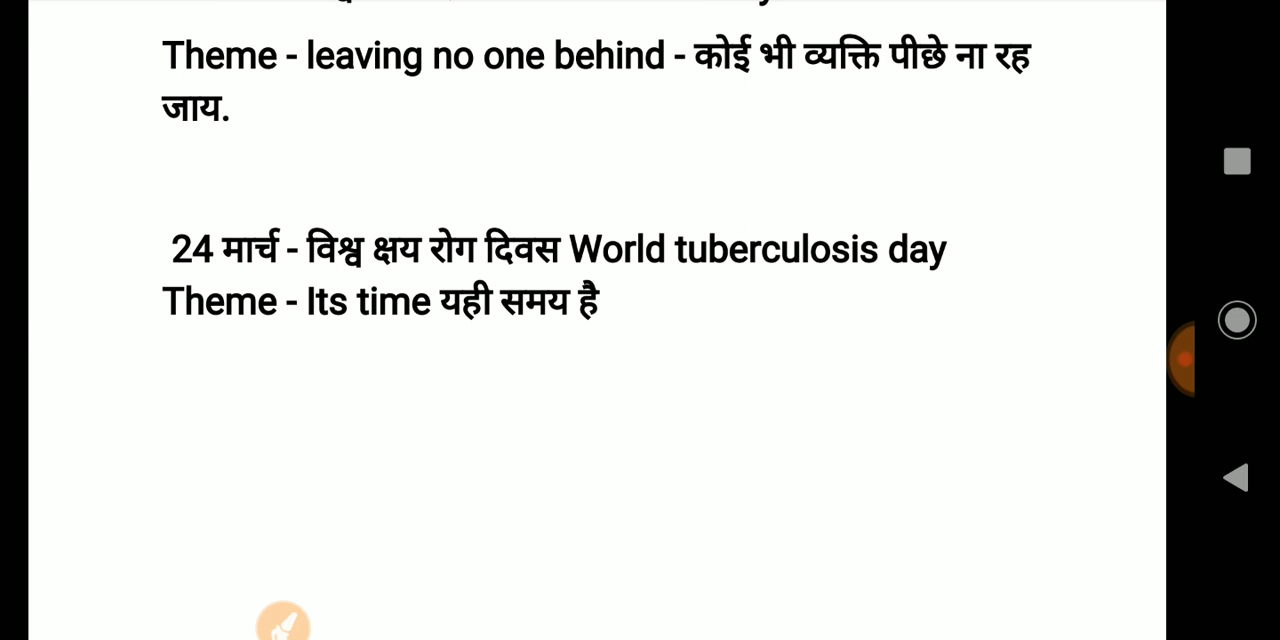 Theme - leaving no one behind - कोई भी व्यक्ति पीछे ना रह
जाय.
24 मार्च - विश्व क्षय रोग दिवस World tuberculosis day
Theme - Its time यही समय है